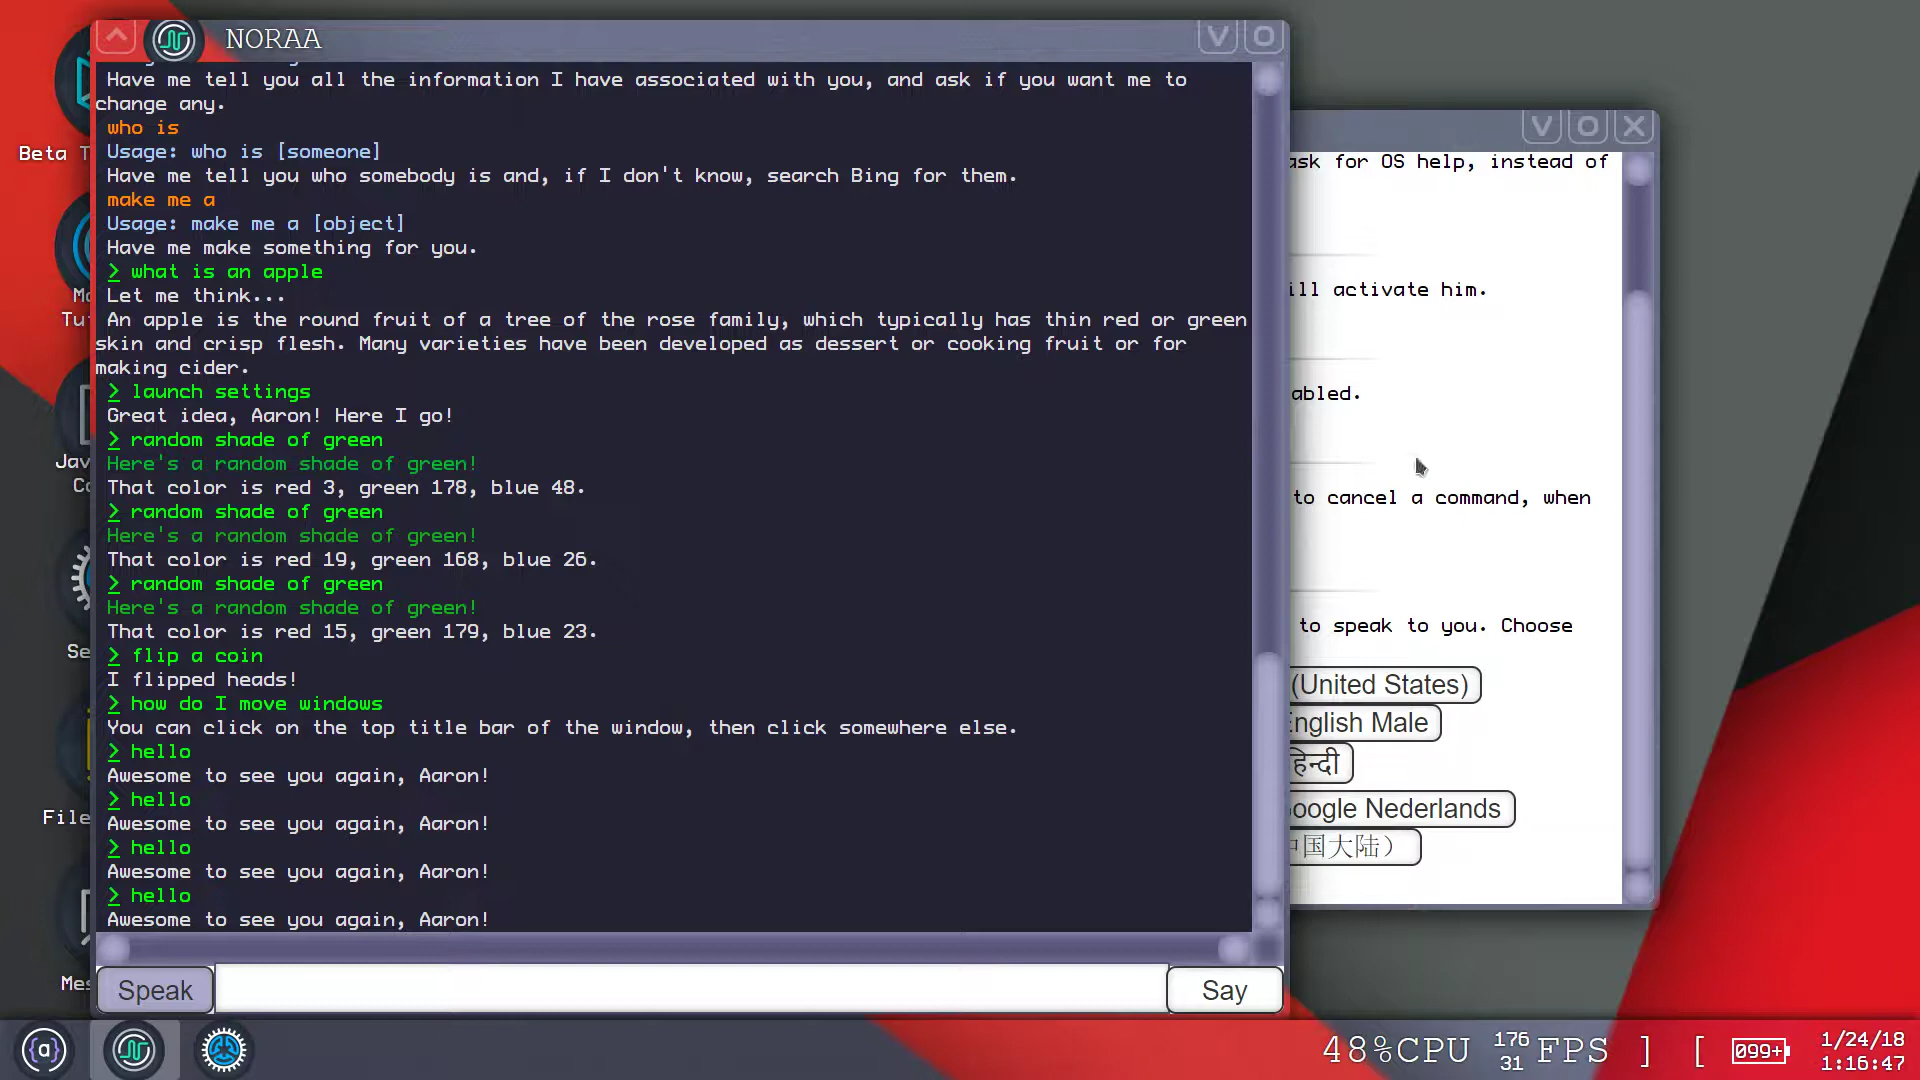 NORAA
Have me tell you all the information I have associated with you, and ask if you want me to
change any.
who is
Usage: who is [someone]
Have me tell you who somebody is and, if I don't know, search Bing for them.
make me a
Usage: make me a [object]
Have me make something for you.
> what is an apple
Let me think...
An apple is the round fruit of a tree of the rose family, which typically has thin red or green
skin and crisp flesh. Many varieties have been developed as dessert or cooking fruit or for
making cider.
> launch settings
Great idea, Aaron! Here I go!
> random shade of green
Here's a random shade of green!
That color is red 3, green 178, blue 48.
> random shade of green
Here's a random shade of green!
That color is red 19, green 168, blue 26.
> random shade of green
Here's a random shade of green!
That color is red 15, green 179, blue 23.
> flip a coin
I flipped heads!
> how do I move windows
You can click on the top title bar of the window, then click somewhere else.
> hello
Awesome to see you again, Aaron!
> hello
Awesome to see you again, Aaron!
> hello
Awesome to see you again, Aaron!
> hello
Awesome to see you again, Aaron!
Speak
Say
ask for OS help, instead of
ill activate him.
abled.
to cancel a command, when
to speak to you. Choose
(United States)
English Male
हिन्दी
oogle Nederlands
中国大陆）
Beta T
Mo
Tu
Jav
Co
Se
File
Mes
{a}
48%CPU
176
31
FPS
] [
099+
1/24/18
1:16:47